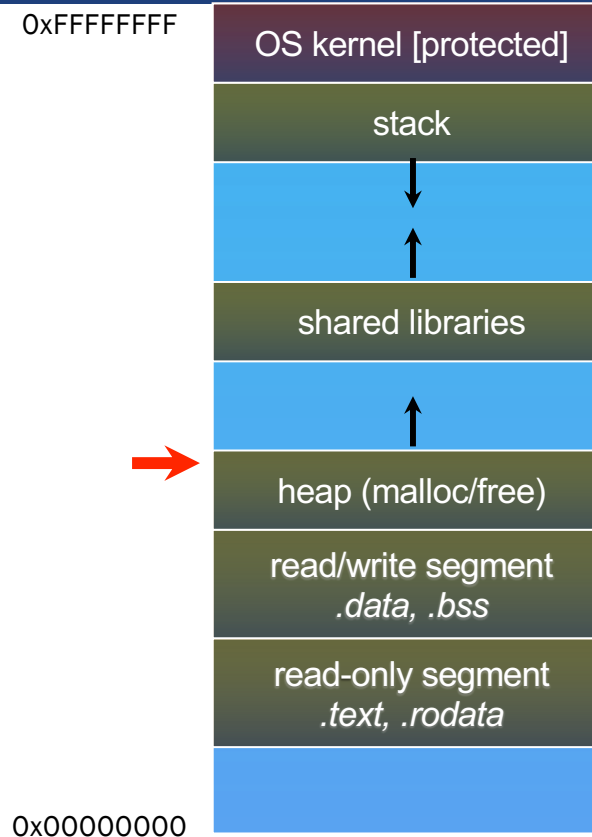 0xFFFFFFFF
OS kernel [protected]
stack
shared libraries
heap (malloc/free)
read/write segment
.data, .bss
read-only segment
.text, .rodata
0x00000000